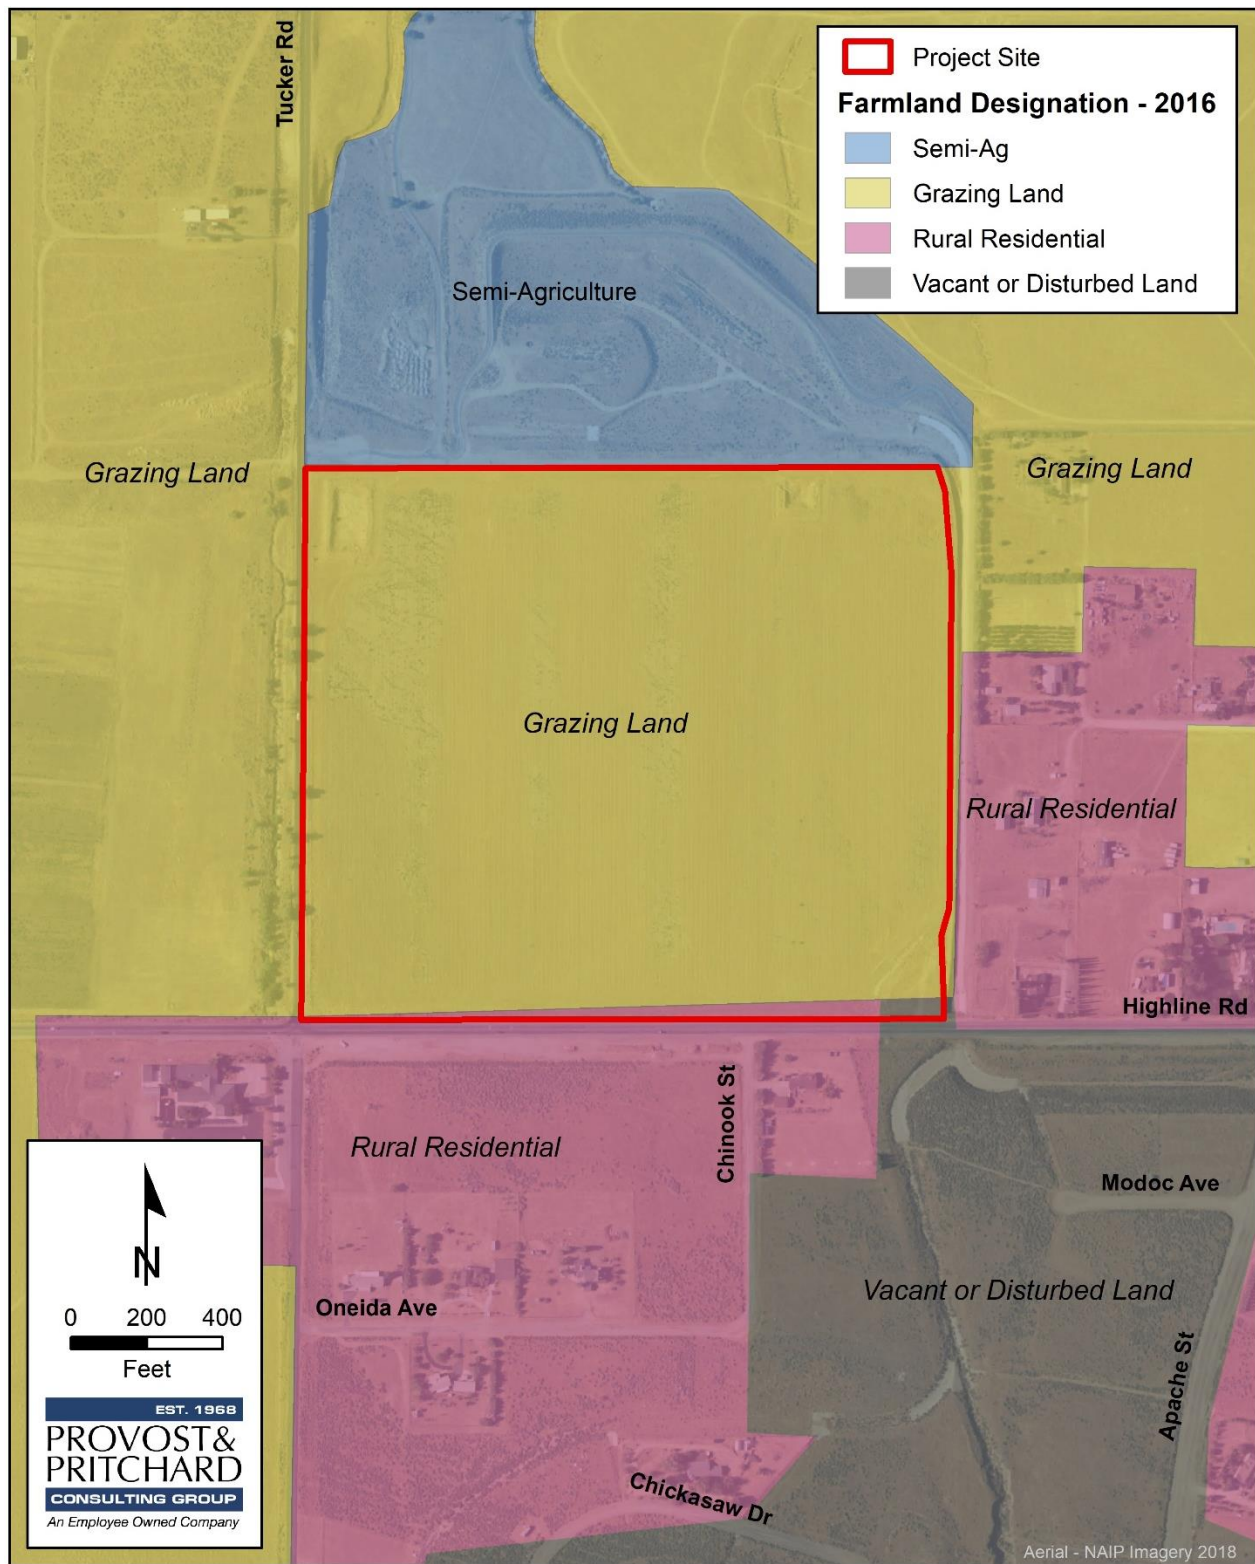 Tucker Rd
Project Site
Farmland Designation - 2016
Semi-Ag
Grazing Land
Rural Residential
Vacant or Disturbed Land
Semi-Agriculture
Grazing Land
Grazing Land
Grazing Land
Rural Residential
Highline Rd
Chinook St
Rural Residential
Modoc Ave
Vacant or Disturbed Land
Oneida Ave
Apache St
Chickasaw Dr
N
0 200 400
Feet
EST. 1968
PROVOST&
PRITCHARD
CONSULTING GROUP
An Employee Owned Company
Aerial - NAIP Imagery 2018